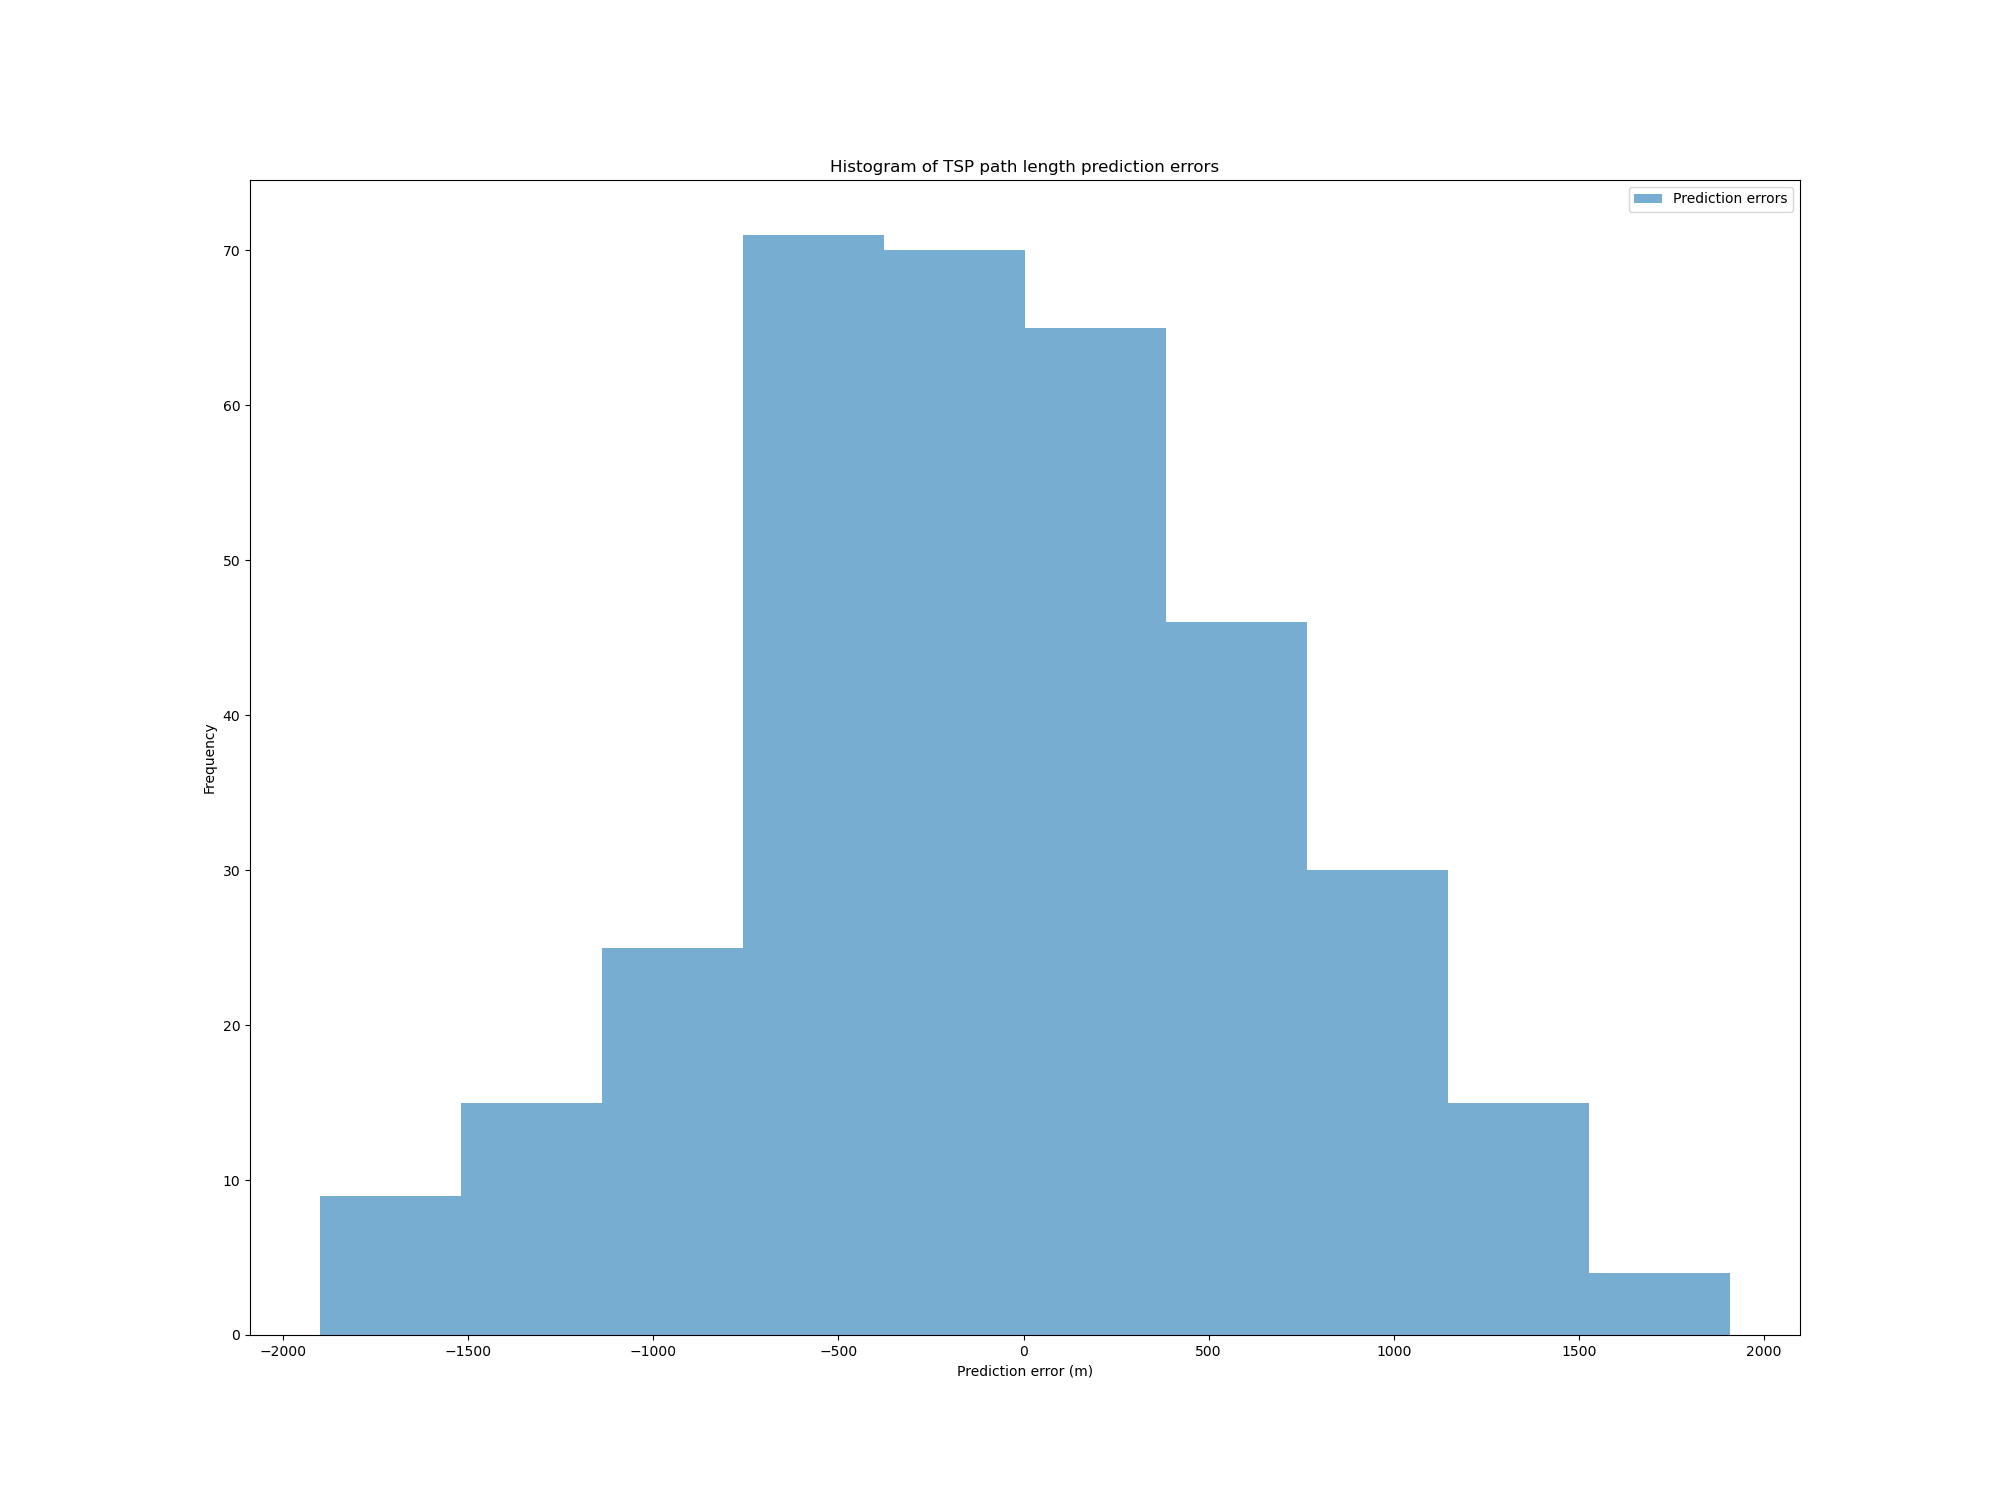 Histogram of TSP path length prediction errors
Prediction errors
70
60
50
40
30
20
10
0
Frequency
−2000 −1500 −1000 −500 0 500 1000 1500 2000
Prediction error (m)